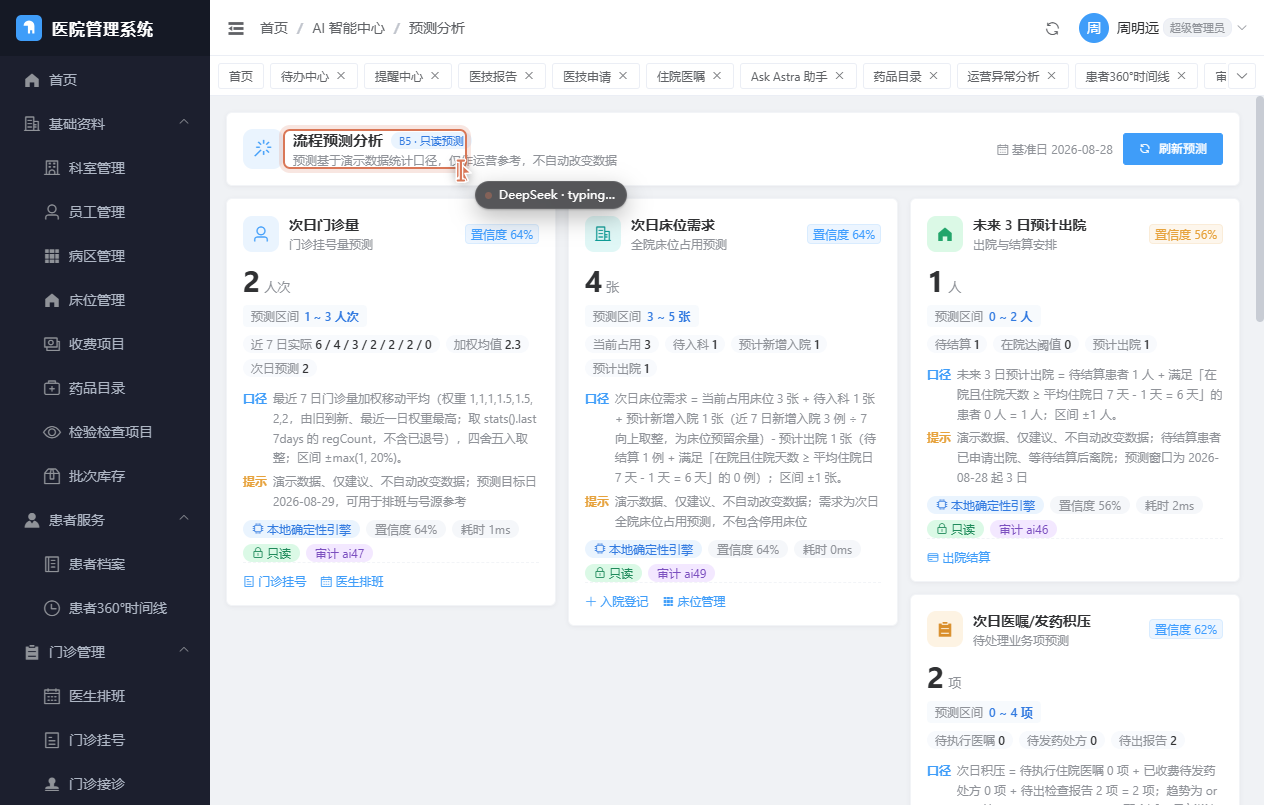 医院管理系统
首页 / AI 智能中心 / 预测分析
周 周明远 超级管理员
首页 待办中心 提醒中心 医技报告 医技申请 住院医嘱 Ask Astra 助手 药品目录 运营异常分析 患者360°时间线 审
首页
基础资料
科室管理
员工管理
病区管理
床位管理
收费项目
药品目录
检验检查项目
批次库存
患者服务
患者档案
患者360°时间线
门诊管理
医生排班
门诊挂号
门诊接诊
流程预测分析 B5 · 只读预测
预测基于演示数据统计口径，仅作运营参考，不自动改变数据
基准日 2026-08-28 刷新预测
DeepSeek · typing...
次日门诊量
门诊挂号量预测
置信度 64%
2 人次
预测区间 1 ~ 3 人次
近 7 日实际 6 / 4 / 3 / 2 / 2 / 2 / 0 加权均值 2.3
次日预测 2
口径 最近 7 日门诊量加权移动平均（权重 1,1,1,1.5,1.5,
2,2，由旧到新、最近一日权重最高；取 stats().last
7days 的 regCount，不含已退号），四舍五入取
整；区间 ±max(1, 20%)。
提示 演示数据、仅建议、不自动改变数据；预测目标日
2026-08-29，可用于排班与号源参考
本地确定性引擎 置信度 64% 耗时 1ms
只读 审计 ai47
门诊挂号 医生排班
次日床位需求
全院床位占用预测
置信度 64%
4 张
预测区间 3 ~ 5 张
当前占用 3 待入科 1 预计新增入院 1
预计出院 1
口径 次日床位需求 = 当前占用床位 3 张 + 待入科 1 张
+ 预计新增入院 1 张（近 7 日新增入院 3 例 ÷ 7
向上取整，为床位预留余量）- 预计出院 1 张（待
结算 1 例 + 满足「在院且住院天数 ≥ 平均住院日
7 天 - 1 天 = 6 天」的 0 例）；区间 ±1 张。
提示 演示数据、仅建议、不自动改变数据；需求为次日
全院床位占用预测，不包含停用床位
本地确定性引擎 置信度 64% 耗时 0ms
只读 审计 ai49
入院登记 床位管理
未来 3 日预计出院
出院与结算安排
置信度 56%
1 人
预测区间 0 ~ 2 人
待结算 1 在院达阈值 0 预计出院 1
口径 未来 3 日预计出院 = 待结算患者 1 人 + 满足「在
院且住院天数 ≥ 平均住院日 7 天 - 1 天 = 6 天」的
患者 0 人 = 1 人；区间 ±1 人。
提示 演示数据、仅建议、不自动改变数据；待结算患者
已申请出院、等待结算后离院；预测窗口为 2026-
08-28 起 3 日
本地确定性引擎 置信度 56% 耗时 2ms
只读 审计 ai46
出院结算
次日医嘱/发药积压
待处理业务项预测
置信度 62%
2 项
预测区间 0 ~ 4 项
待执行医嘱 0 待发药处方 0 待出报告 2
口径 次日积压 = 待执行住院医嘱 0 项 + 已收费待发药
处方 0 项 + 待出检查报告 2 项 = 2 项；趋势为 or